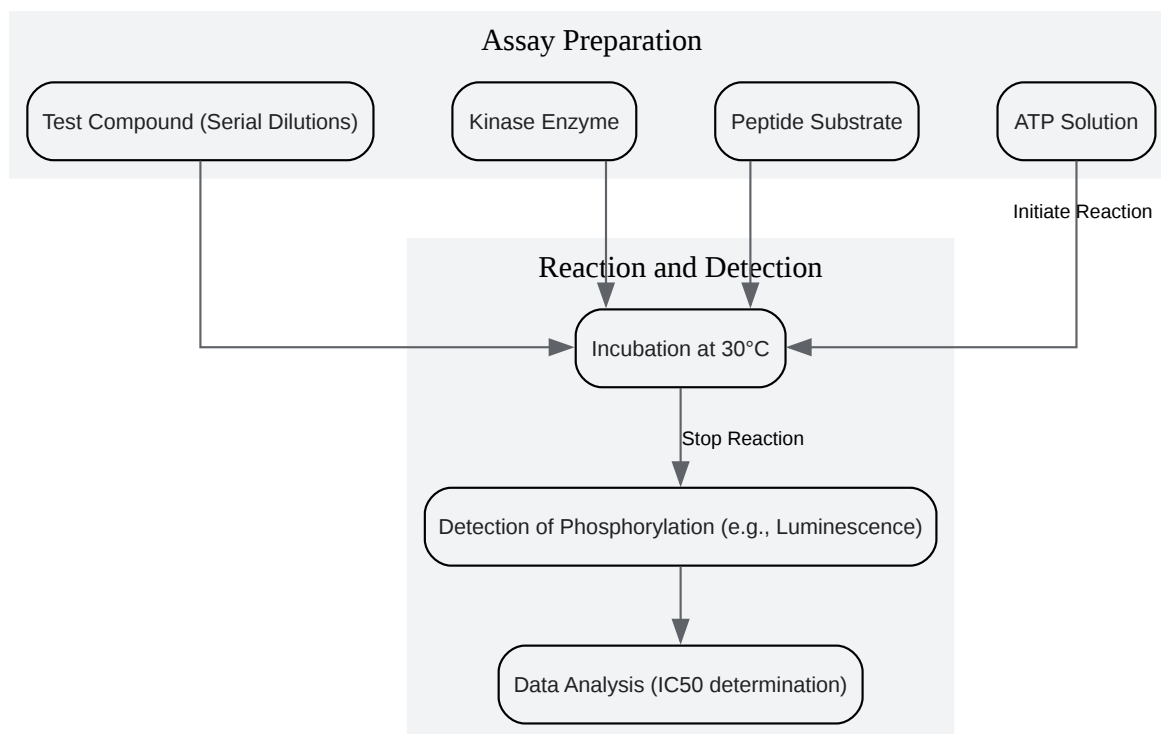 Assay Preparation
Test Compound (Serial Dilutions)
Kinase Enzyme
Peptide Substrate
ATP Solution
Initiate Reaction
Reaction and Detection
Incubation at 30°C
Stop Reaction
Detection of Phosphorylation (e.g., Luminescence)
Data Analysis (IC50 determination)